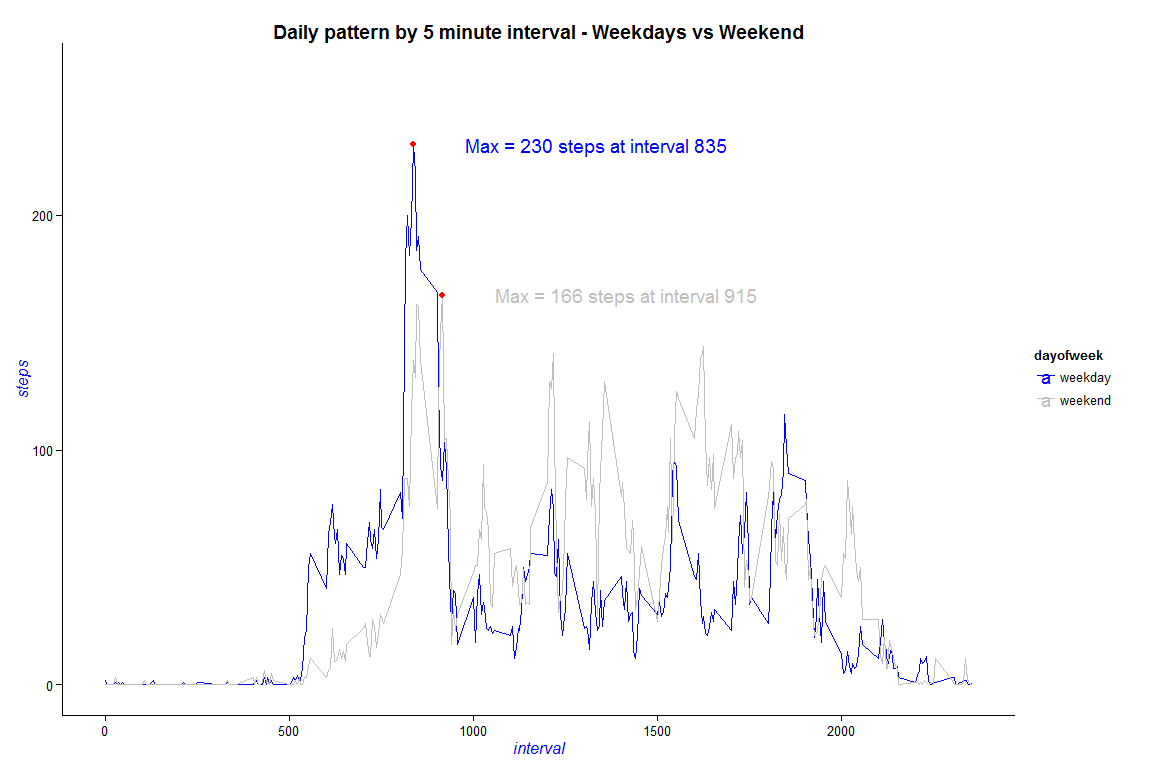 Daily pattern by 5 minute interval - Weekdays vs Weekend
200
100
0
steps
Max = 230 steps at interval 835
Max = 166 steps at interval 915
dayofweek
a weekday
a weekend
0 500 1000 1500 2000
interval